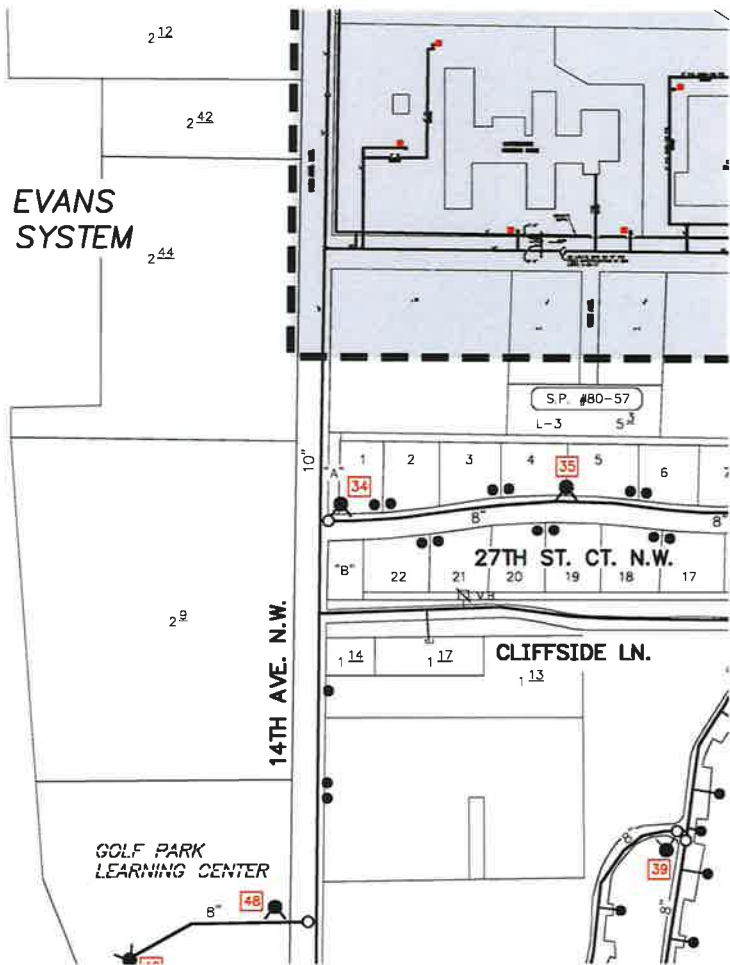 2 12
2 42
EVANS
SYSTEM
2 44
S.P. #80-57
L-3
5 3
10"
"A"
1
2
3
4
5
6
7
34
35
8"
8"
27TH ST. CT. N.W.
"B"
22
21
20
19
18
17
V.B
2 9
14TH AVE. N.W.
1 14
1 17
CLIFFSIDE LN.
1 13
GOLF PARK
LEARNING CENTER
48
8"
8"
8"
39